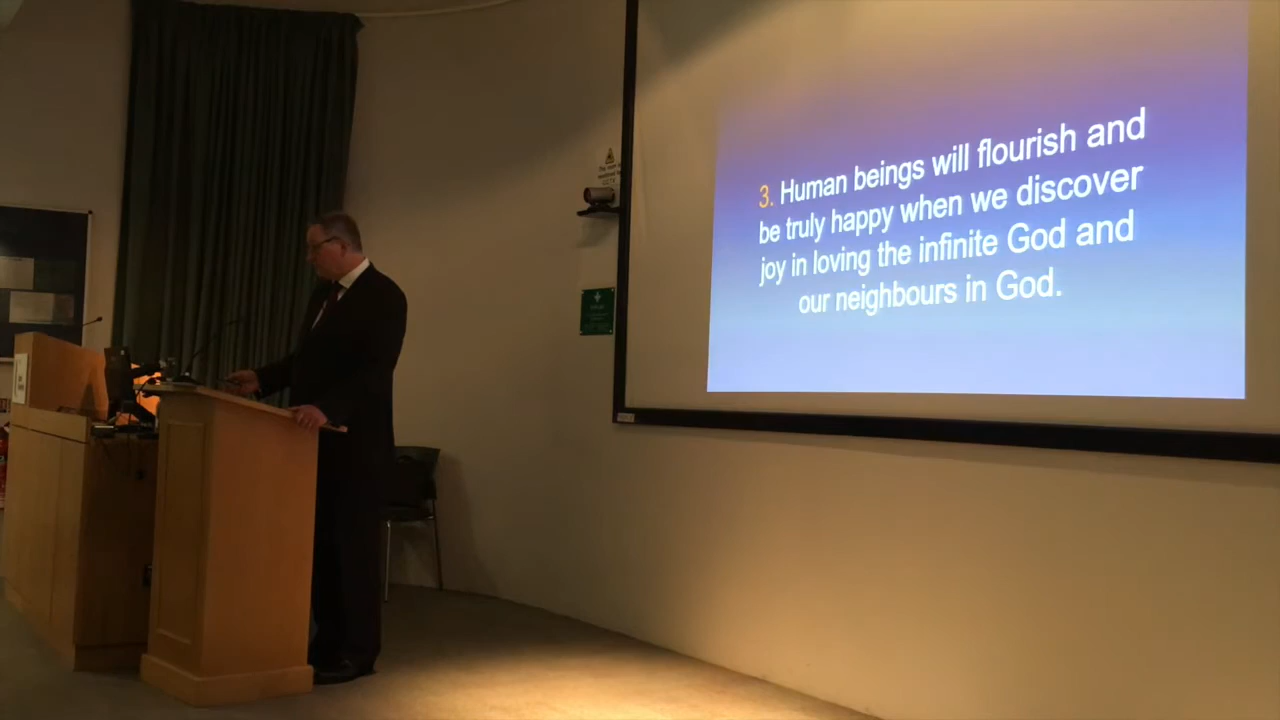 3. Human beings will flourish and
be truly happy when we discover
joy in loving the infinite God and
our neighbours in God.
CCTV